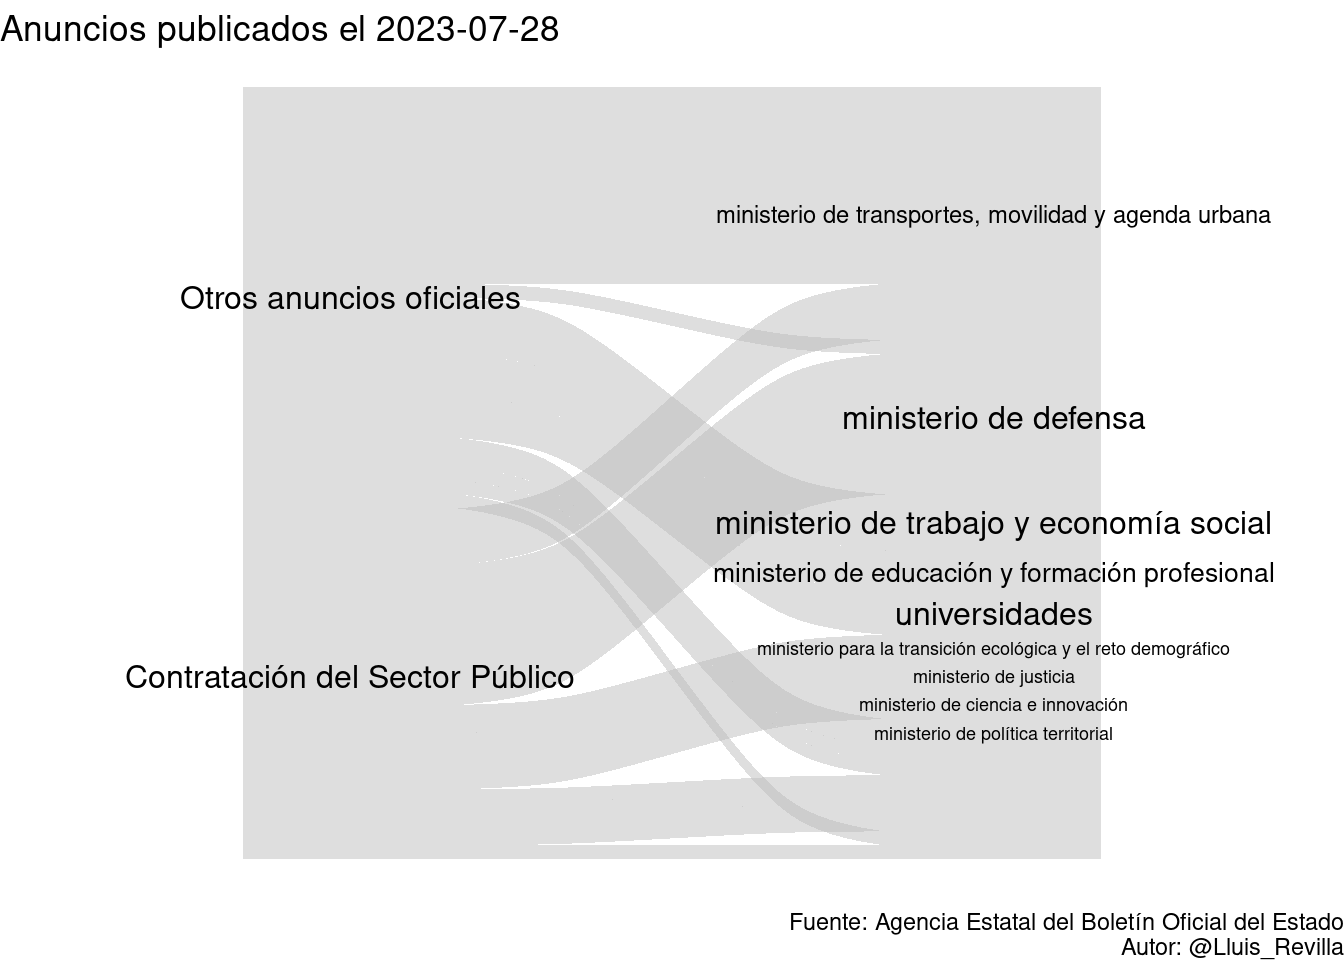 Anuncios publicados el 2023-07-28
ministerio de transportes, movilidad y agenda urbana
Otros anuncios oficiales
ministerio de defensa
ministerio de trabajo y economía social
ministerio de educación y formación profesional
universidades
ministerio para la transición ecológica y el reto demográfico
Contratación del Sector Público
ministerio de justicia
ministerio de ciencia e innovación
ministerio de política territorial
Fuente: Agencia Estatal del Boletín Oficial del Estado
Autor: @Lluis_Revilla